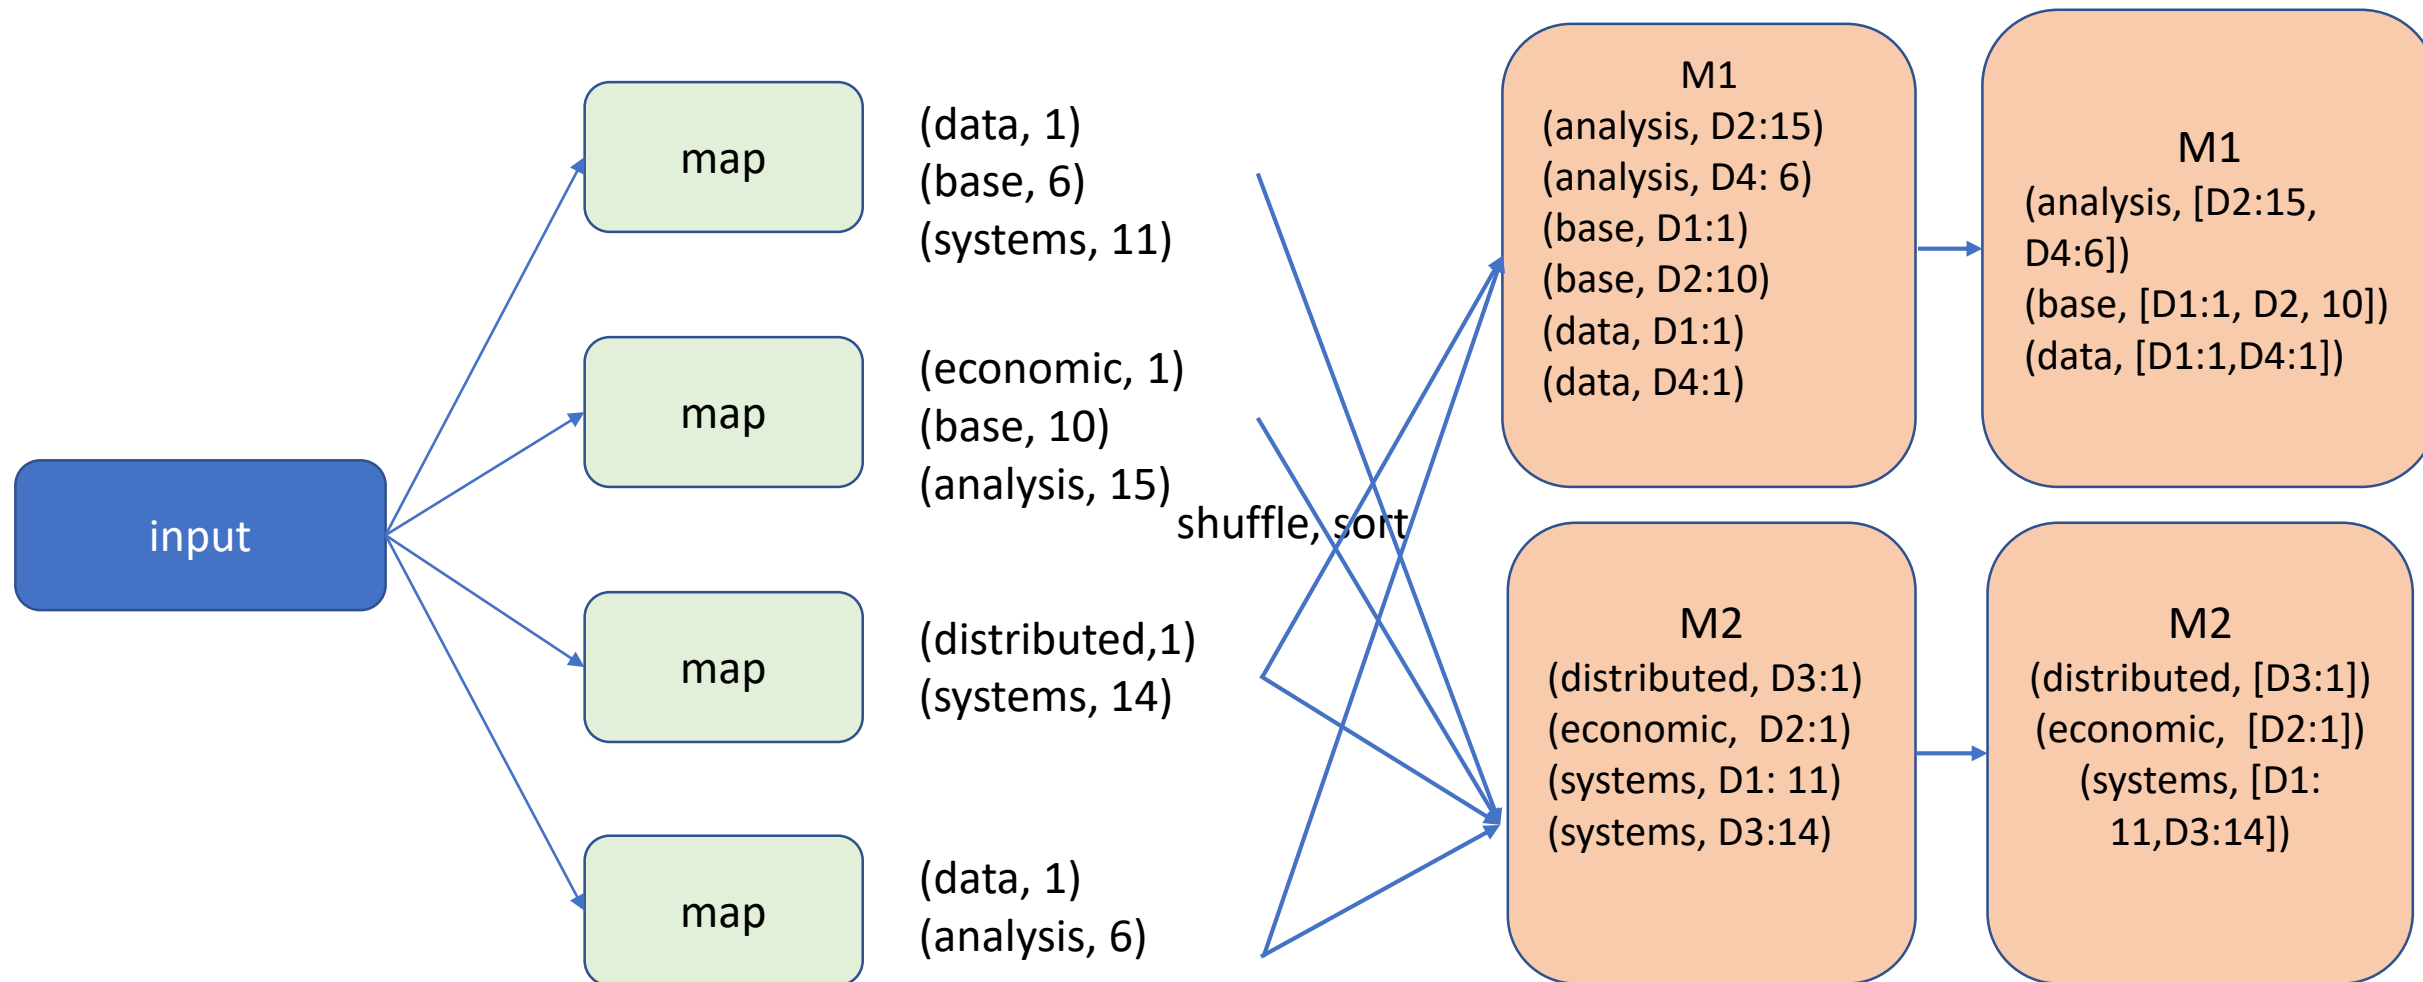 input
map
(data, 1)
(base, 6)
(systems, 11)
map
(economic, 1)
(base, 10)
(analysis, 15)
map
(distributed,1)
(systems, 14)
map
(data, 1)
(analysis, 6)
shuffle, sort
M1
(analysis, D2:15)
(analysis, D4: 6)
(base, D1:1)
(base, D2:10)
(data, D1:1)
(data, D4:1)
M1
(analysis, [D2:15,
D4:6])
(base, [D1:1, D2, 10])
(data, [D1:1,D4:1])
M2
(distributed, D3:1)
(economic,  D2:1)
(systems, D1: 11)
(systems, D3:14)
M2
(distributed, [D3:1])
(economic,  [D2:1])
(systems, [D1:
11,D3:14])